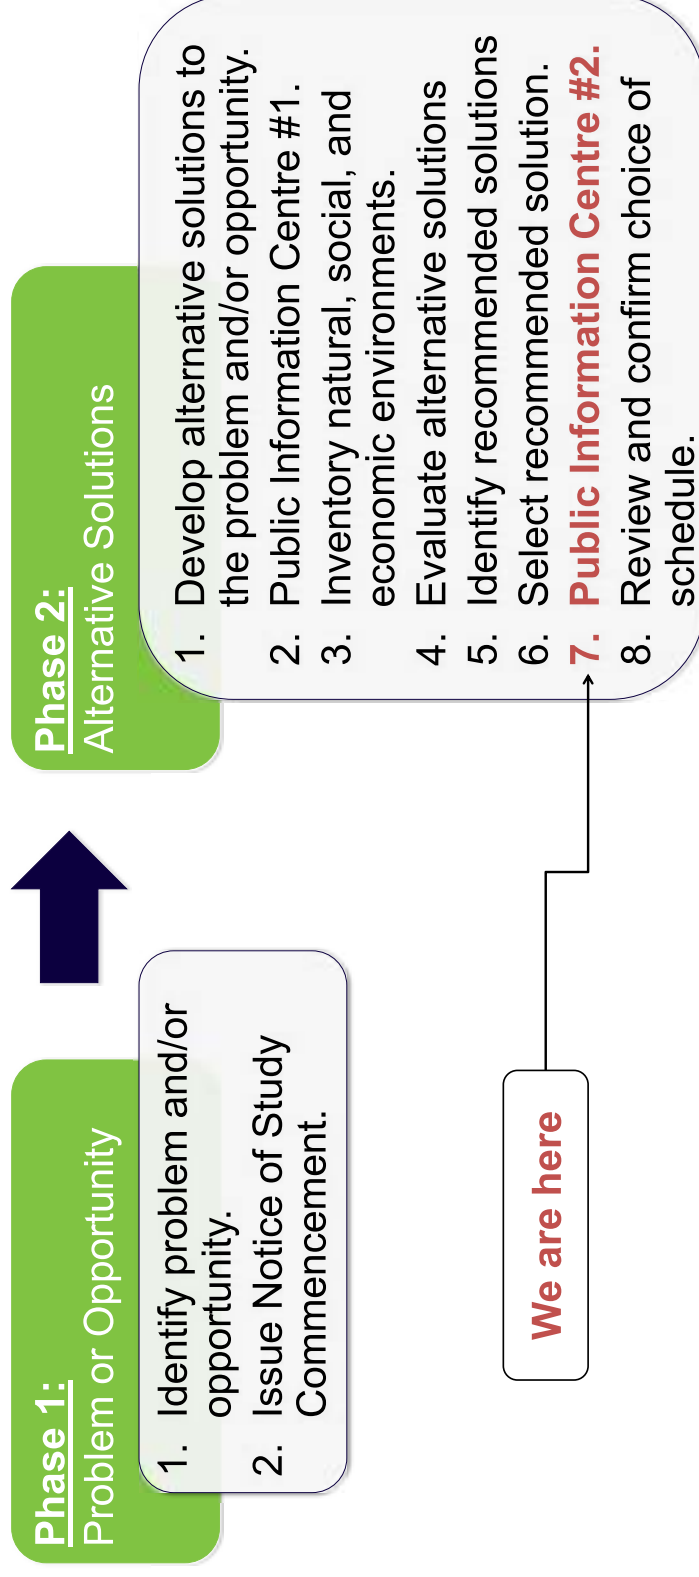 Phase 1:
Problem or Opportunity
1. Identify problem and/or
opportunity.
2. Issue Notice of Study
Commencement.
Phase 2:
Alternative Solutions
1. Develop alternative solutions to
the problem and/or opportunity.
2. Public Information Centre #1.
3. Inventory natural, social, and
economic environments.
4. Evaluate alternative solutions
5. Identify recommended solutions
6. Select recommended solution.
7. Public Information Centre #2.
8. Review and confirm choice of
schedule.
We are here